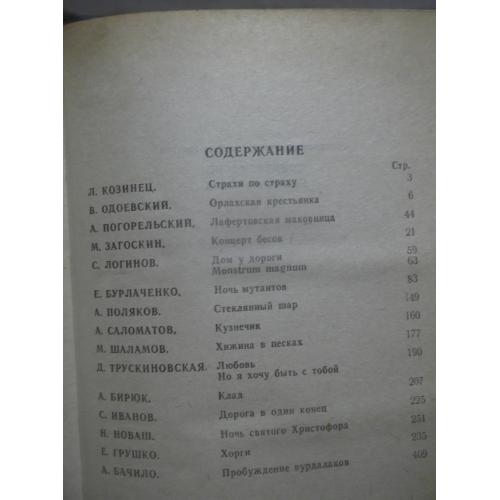 СОДЕРЖАНИЕ
Стр.
Л. КОЗИНЕЦ. Страхи по страху 3
В. ОДОЕВСКИЙ. Орлахская крестьянка 6
А. ПОГОРЕЛЬСКИЙ. Лафертовская маковница 44
М. ЗАГОСКИН. Концерт бесов 21
С. ЛОГИНОВ. Дом у дороги 59
Monstrum magnum 63
Е. БУРЛАЧЕНКО. Ночь мутантов 83
А. ПОЛЯКОВ. Стеклянный шар 149
А. САЛОМАТОВ. Кузнечик 160
М. ШАЛАМОВ. Хижина в песках 177
Д. ТРУСКИНОВСКАЯ. Любовь 190
Но я хочу быть с тобой
А. БИРЮК. Клад 207
С. ИВАНОВ. Дорога в один конец 225
Н. НОВАШ. Ночь святого Христофора 251
Е. ГРУШКО. Хорги 235
А. БАЧИЛО. Пробуждение вурдалаков 409